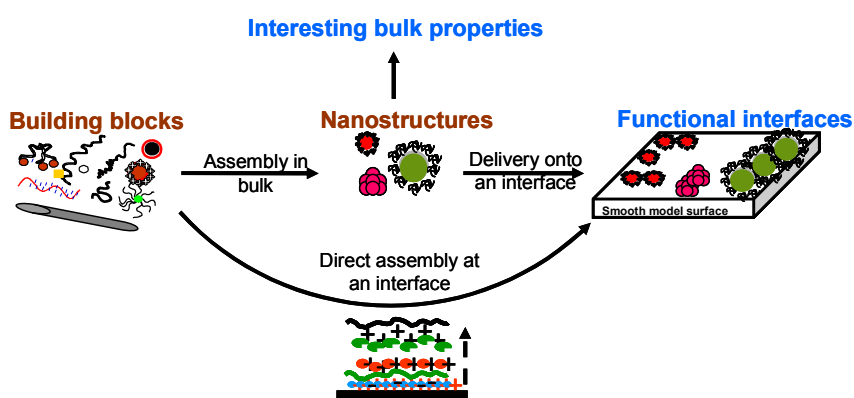 Interesting bulk properties
Building blocks
Nanostructures
Functional interfaces
Assembly in
bulk
Delivery onto
an interface
Smooth model surface
Direct assembly at
an interface